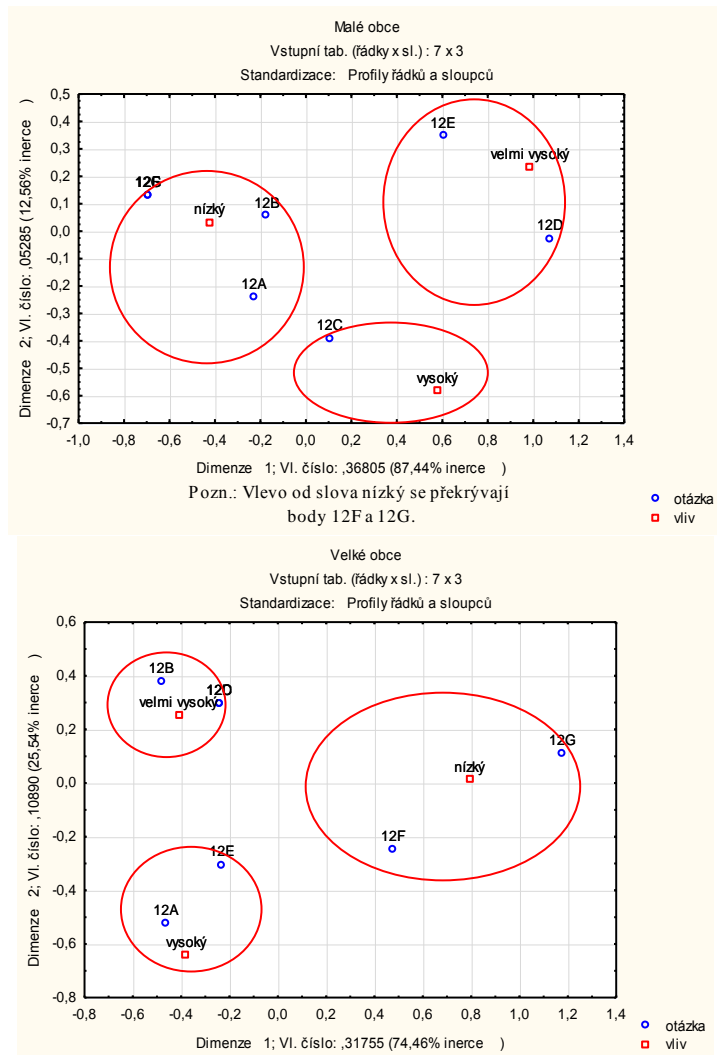 Malé obce
Vstupní tab. (řádky x sl.) : 7 x 3
Standardizace: Profily řádků a sloupců
0,5
0,4
0,3
0,2
0,1
0,0
-0,1
-0,2
-0,3
-0,4
-0,5
-0,6
-0,7
Dimenze 2; Vl. číslo: ,05285 (12,56% inerce )
12E
velmi vysoký
12B
nízký
12D
12A
12C
vysoký
-1,0 -0,8 -0,6 -0,4 -0,2 0,0 0,2 0,4 0,6 0,8 1,0 1,2 1,4
Dimenze 1; Vl. číslo: ,36805 (87,44% inerce )
Pozn.: Vlevo od slova nízký se překrývají
body 12F a 12G.
otázka
vliv
Velké obce
Vstupní tab. (řádky x sl.) : 7 x 3
Standardizace: Profily řádků a sloupců
0,6
0,4
0,2
0,0
-0,2
-0,4
-0,6
-0,8
Dimenze 2; Vl. číslo: ,10890 (25,54% inerce )
12B
velmi vysoký
12G
nízký
12F
12E
12A
vysoký
-0,8 -0,6 -0,4 -0,2 0,0 0,2 0,4 0,6 0,8 1,0 1,2 1,4
Dimenze 1; Vl. číslo: ,31755 (74,46% inerce )
otázka
vliv